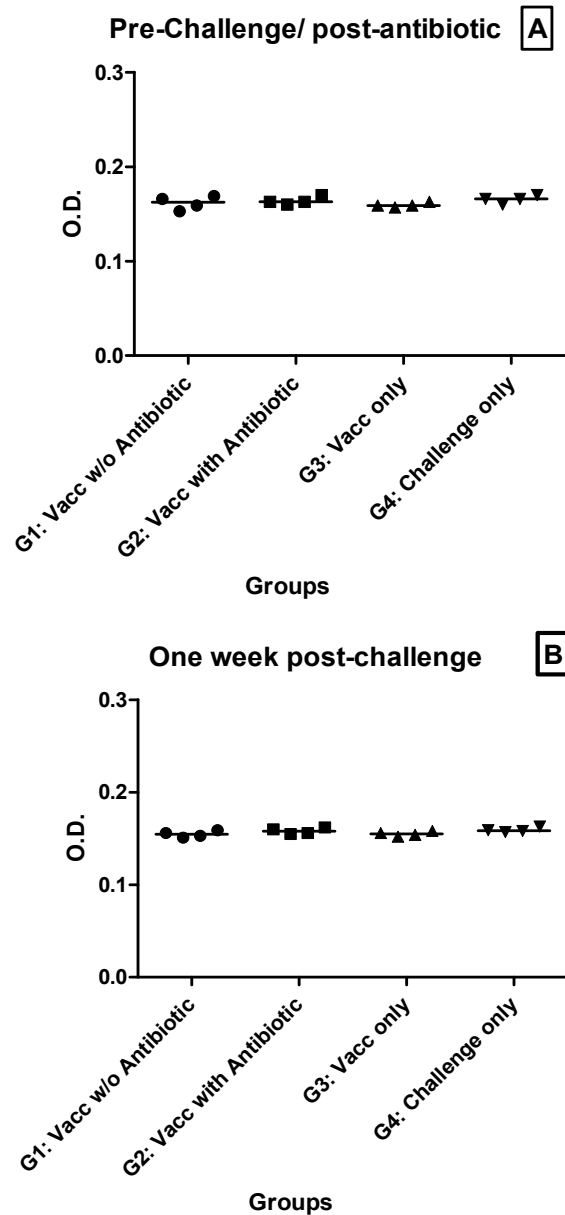 Pre-Challenge/ post-antibiotic
A
0.3
0.2
0.1
0.0
O.D.
G1: Vacc w/o Antibiotic
G2: Vacc with Antibiotic
G3: Vacc only
G4: Challenge only
Groups
One week post-challenge
B
0.3
0.2
0.1
0.0
O.D.
G1: Vacc w/o Antibiotic
G2: Vacc with Antibiotic
G3: Vacc only
G4: Challenge only
Groups